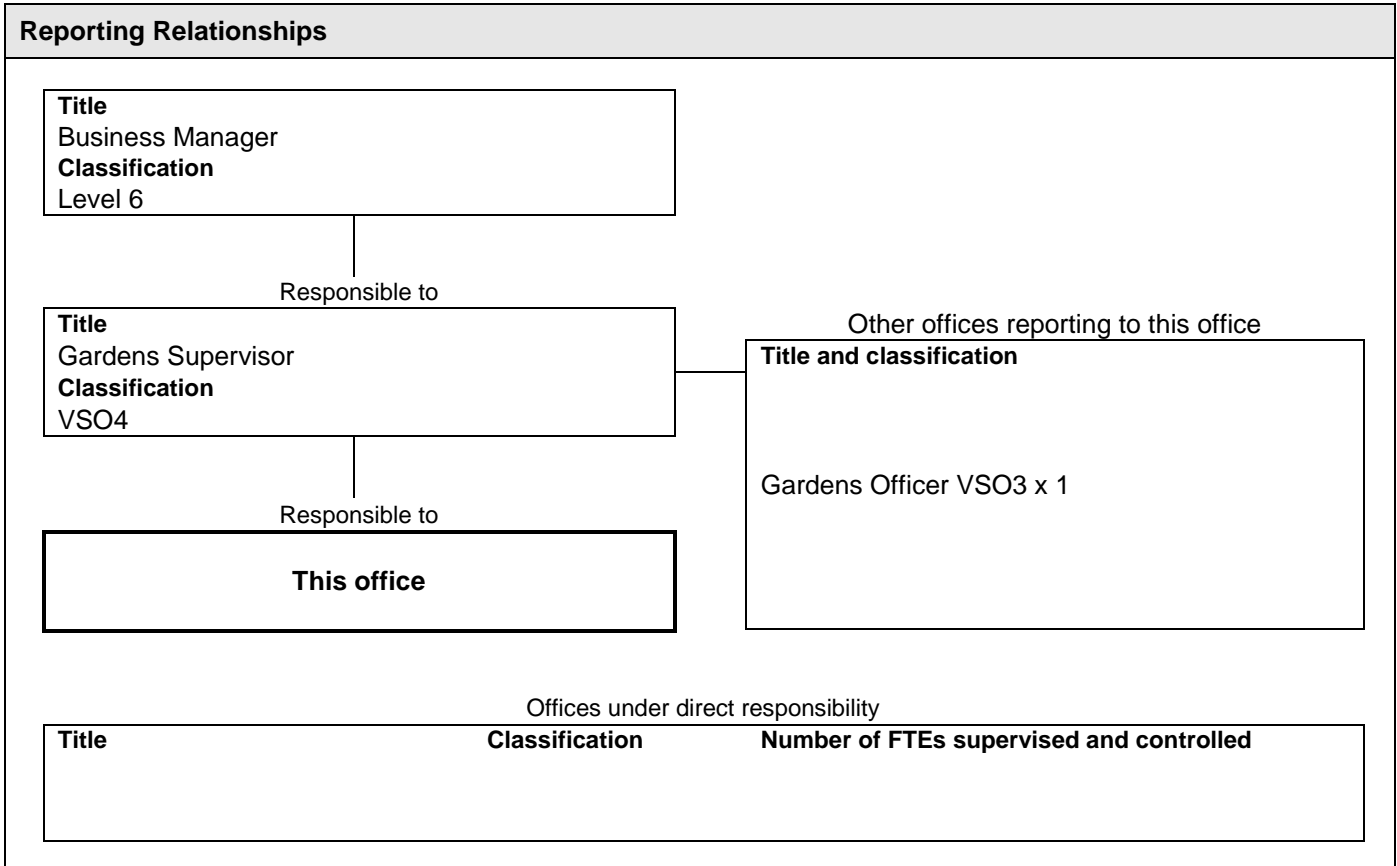 Reporting Relationships
Title
Business Manager
Classification
Level 6
Responsible to
Title
Gardens Supervisor
Classification
VSO4
Other offices reporting to this office
Title and classification
Gardens Officer VSO3 x 1
Responsible to
This office
Offices under direct responsibility
Title Classification Number of FTEs supervised and controlled